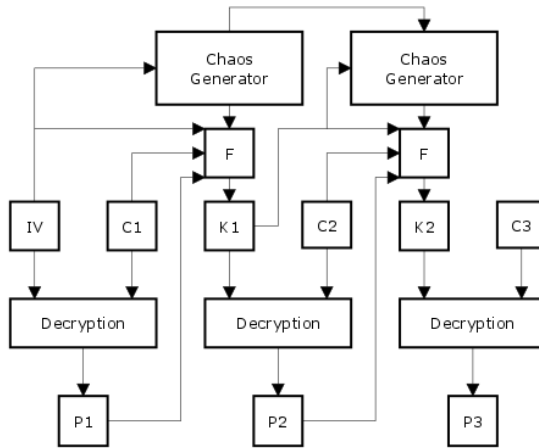 Chaos
Generator
Chaos
Generator
F
F
IV
C1
K1
C2
K2
C3
Decryption
Decryption
Decryption
P1
P2
P3